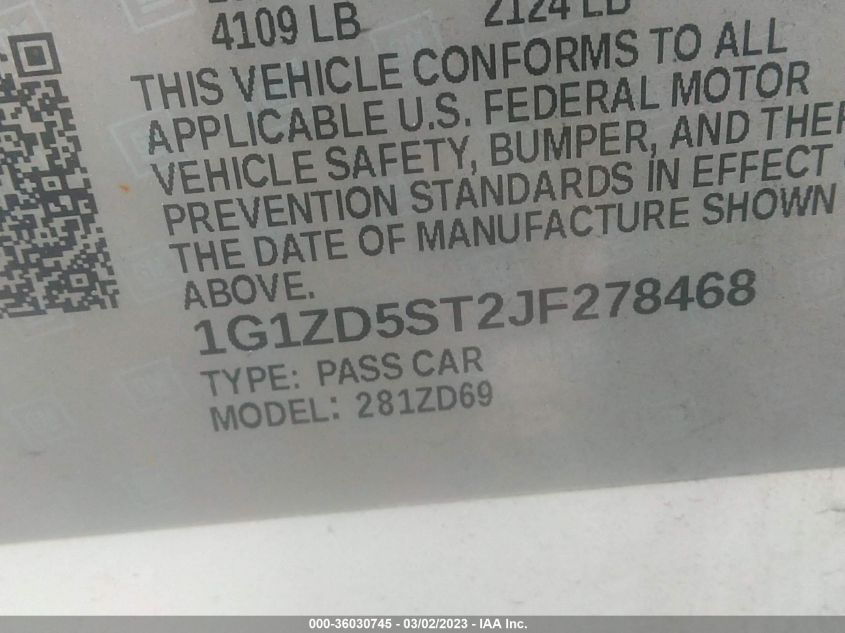 4109 LB 2124 LB
THIS VEHICLE CONFORMS TO ALL
APPLICABLE U.S. FEDERAL MOTOR
VEHICLE SAFETY, BUMPER, AND
PREVENTION STANDARDS IN EFFECT
THE DATE OF MANUFACTURE SHOWN
ABOVE.
1G1ZD5ST2JF278468
TYPE: PASS CAR
MODEL: 281ZD69
000-36030745 - 03/02/2023 - IAA Inc.